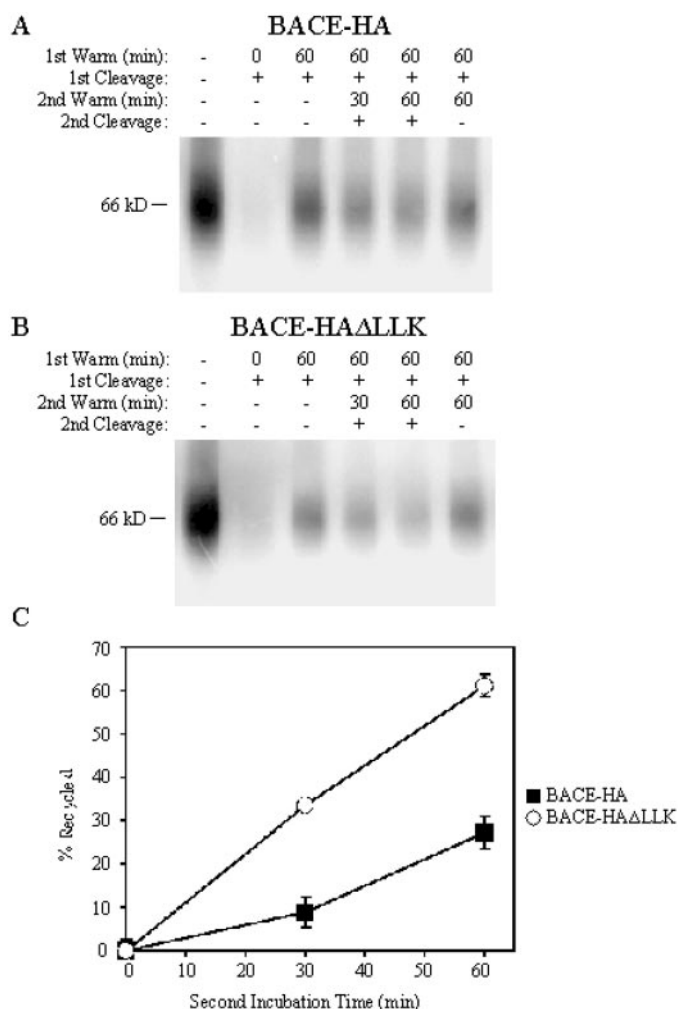 A
BACE-HA
1st Warm (min): - 0 60 60 60 60
1st Cleavage: - + + + + +
2nd Warm (min): - - - 30 60 60
2nd Cleavage: - - - + + -
66 kD
B
BACE-HAΔLLK
1st Warm (min): - 0 60 60 60 60
1st Cleavage: - + + + + +
2nd Warm (min): - - - 30 60 60
2nd Cleavage: - - - + + -
66 kD
C
70
60
50
40
30
20
10
0
% Recycled
0 10 20 30 40 50 60
Second Incubation Time (min)
BACE-HA
BACE-HAΔLLK